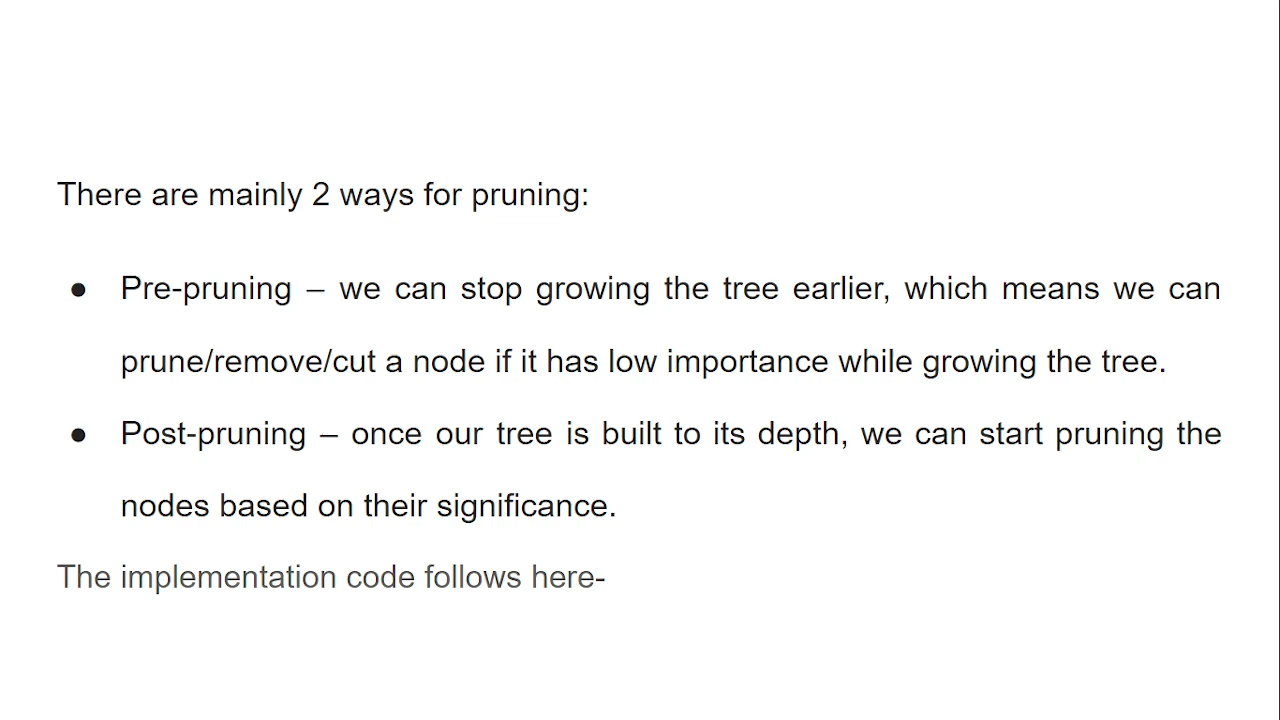 There are mainly 2 ways for pruning:
● Pre-pruning – we can stop growing the tree earlier, which means we can
prune/remove/cut a node if it has low importance while growing the tree.
● Post-pruning – once our tree is built to its depth, we can start pruning the
nodes based on their significance.
The implementation code follows here-